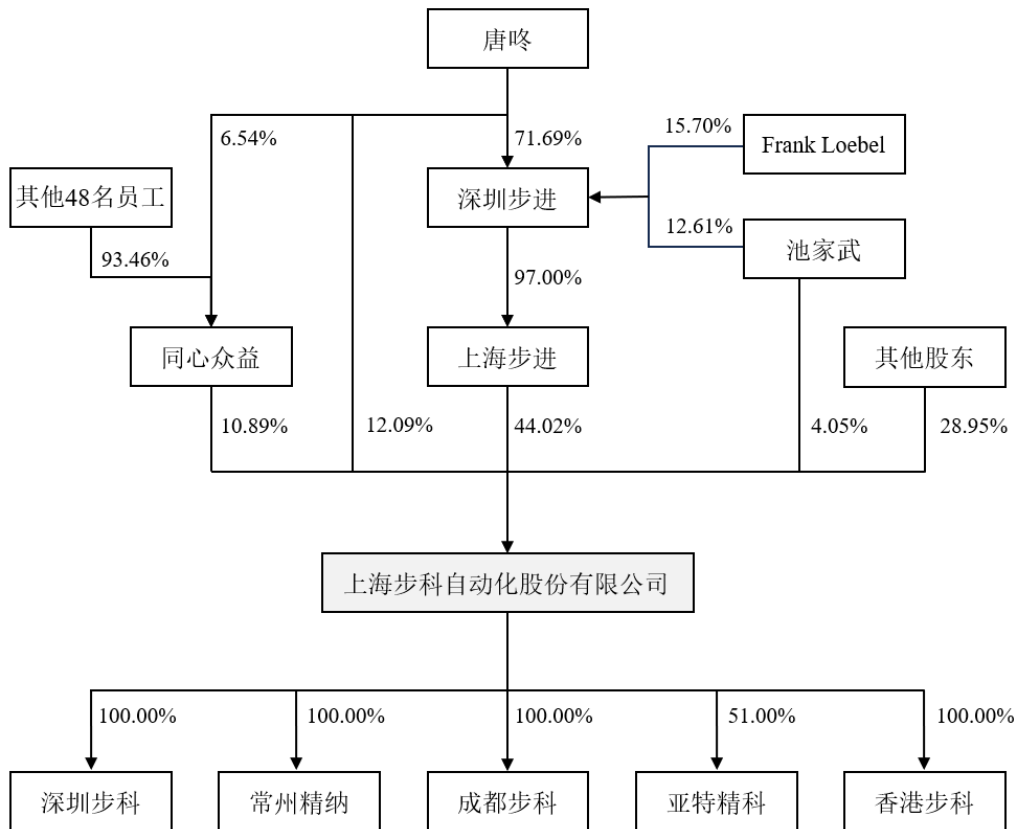 唐咚
6.54%
71.69%
15.70%
Frank Loebel
其他48名员工
深圳步进
12.61%
池家武
93.46%
97.00%
同心众益
上海步进
其他股东
10.89%
12.09%
44.02%
4.05%
28.95%
上海步科自动化股份有限公司
100.00%
100.00%
100.00%
51.00%
100.00%
深圳步科
常州精纳
成都步科
亚特精科
香港步科